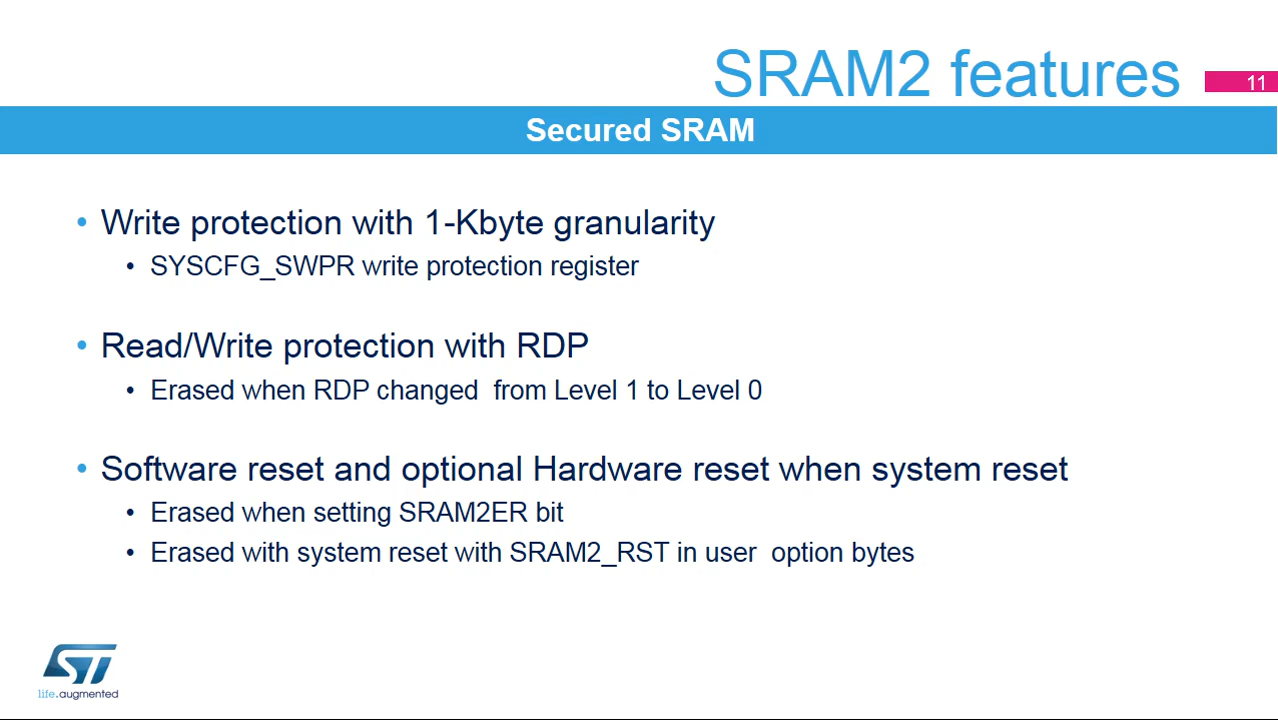 SRAM2 features
11
Secured SRAM
• Write protection with 1-Kbyte granularity
• SYSCFG_SWPR write protection register
• Read/Write protection with RDP
• Erased when RDP changed  from Level 1 to Level 0
• Software reset and optional Hardware reset when system reset
• Erased when setting SRAM2ER bit
• Erased with system reset with SRAM2_RST in user  option bytes
ST
life.augmented